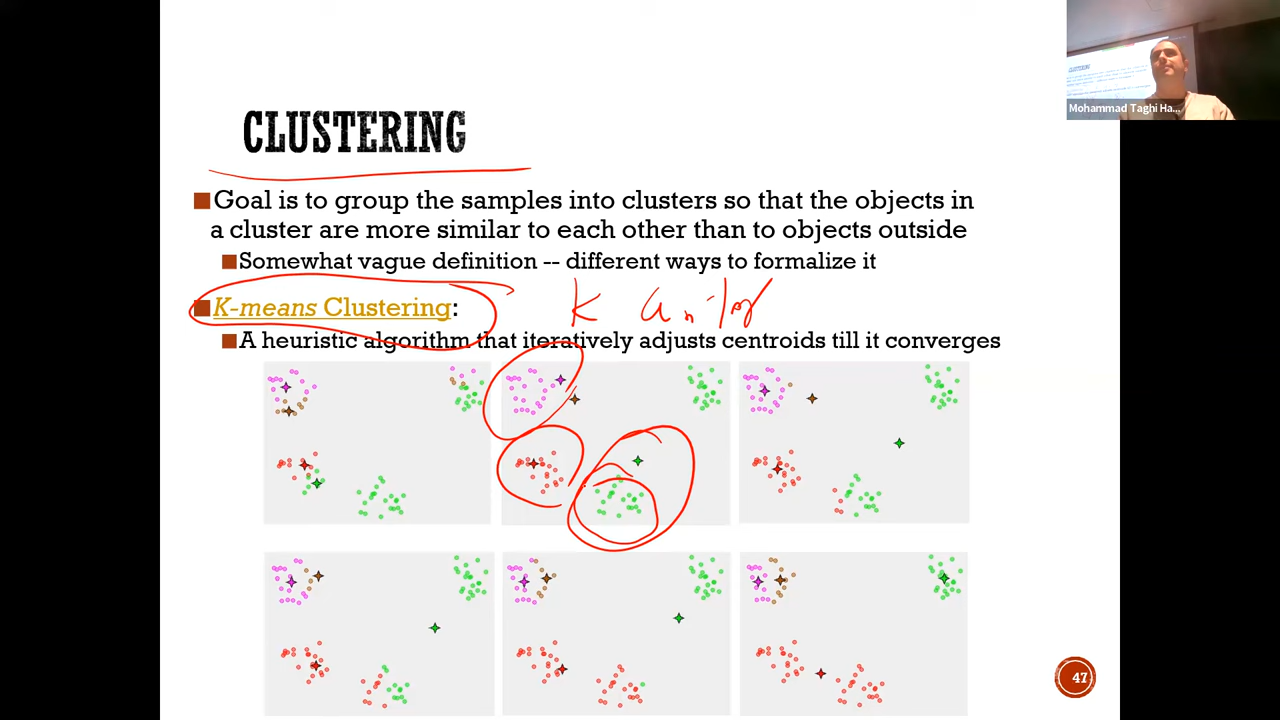 CLUSTERING
Goal is to group the samples into clusters so that the objects in
a cluster are more similar to each other than to objects outside
Somewhat vague definition -- different ways to formalize it
K-means Clustering:
K
A heuristic algorithm that iteratively adjusts centroids till it converges
47
CLUSTERING
Mohammad Taghi Ha...